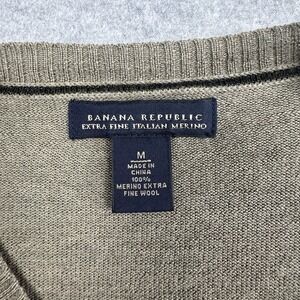 BANANA REPUBLIC
EXTRA FINE ITALIAN MERINO
M
MADE IN
CHINA
100%
MERINO EXTRA
FINE WOOL